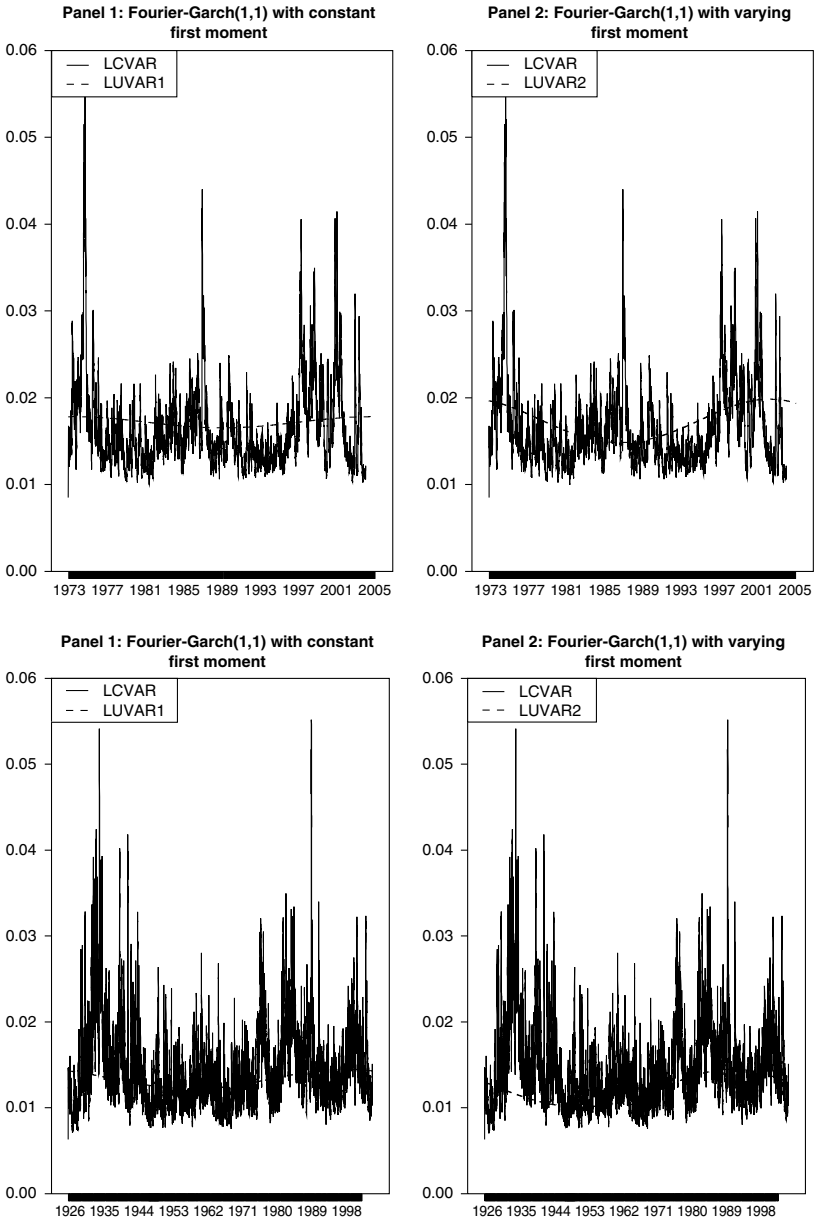 Panel 1: Fourier-Garch(1,1) with constant
first moment
0.06
0.05
0.04
0.03
0.02
0.01
0.00
LCVAR
LUVAR1
1973 1977 1981 1985 1989 1993 1997 2001 2005
Panel 2: Fourier-Garch(1,1) with varying
first moment
0.06
0.05
0.04
0.03
0.02
0.01
0.00
LCVAR
LUVAR2
1973 1977 1981 1985 1989 1993 1997 2001 2005
Panel 1: Fourier-Garch(1,1) with constant
first moment
0.06
0.05
0.04
0.03
0.02
0.01
0.00
LCVAR
LUVAR1
1926 1935 1944 1953 1962 1971 1980 1989 1998
Panel 2: Fourier-Garch(1,1) with varying
first moment
0.06
0.05
0.04
0.03
0.02
0.01
0.00
LCVAR
LUVAR2
1926 1935 1944 1953 1962 1971 1980 1989 1998